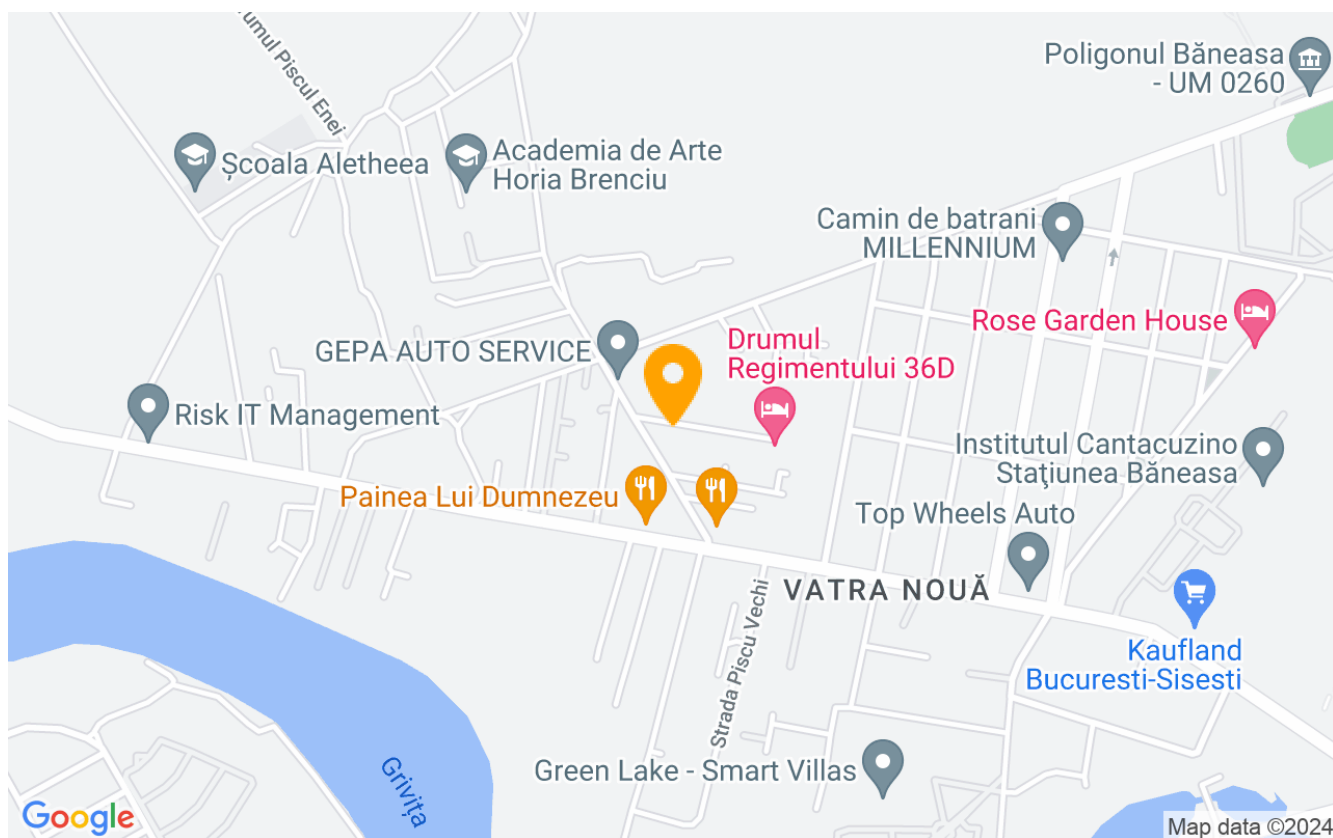 Poligonul Băneasa
- UM 0260
Piscul Enei
Școala Aletheea
Academia de Arte
Horia Brenciu
Camin de batrani
MILLENNIUM
Rose Garden House
GEPA AUTO SERVICE
Drumul
Regimentului 36D
Risk IT Management
Institutul Cantacuzino
Stațiunea Băneasa
Painea Lui Dumnezeu
Top Wheels Auto
VATRA NOUĂ
Strada Piscu Vechi
Kaufland
Bucuresti-Sisesti
Green Lake - Smart Villas
Grivița
Google
Map data ©2024